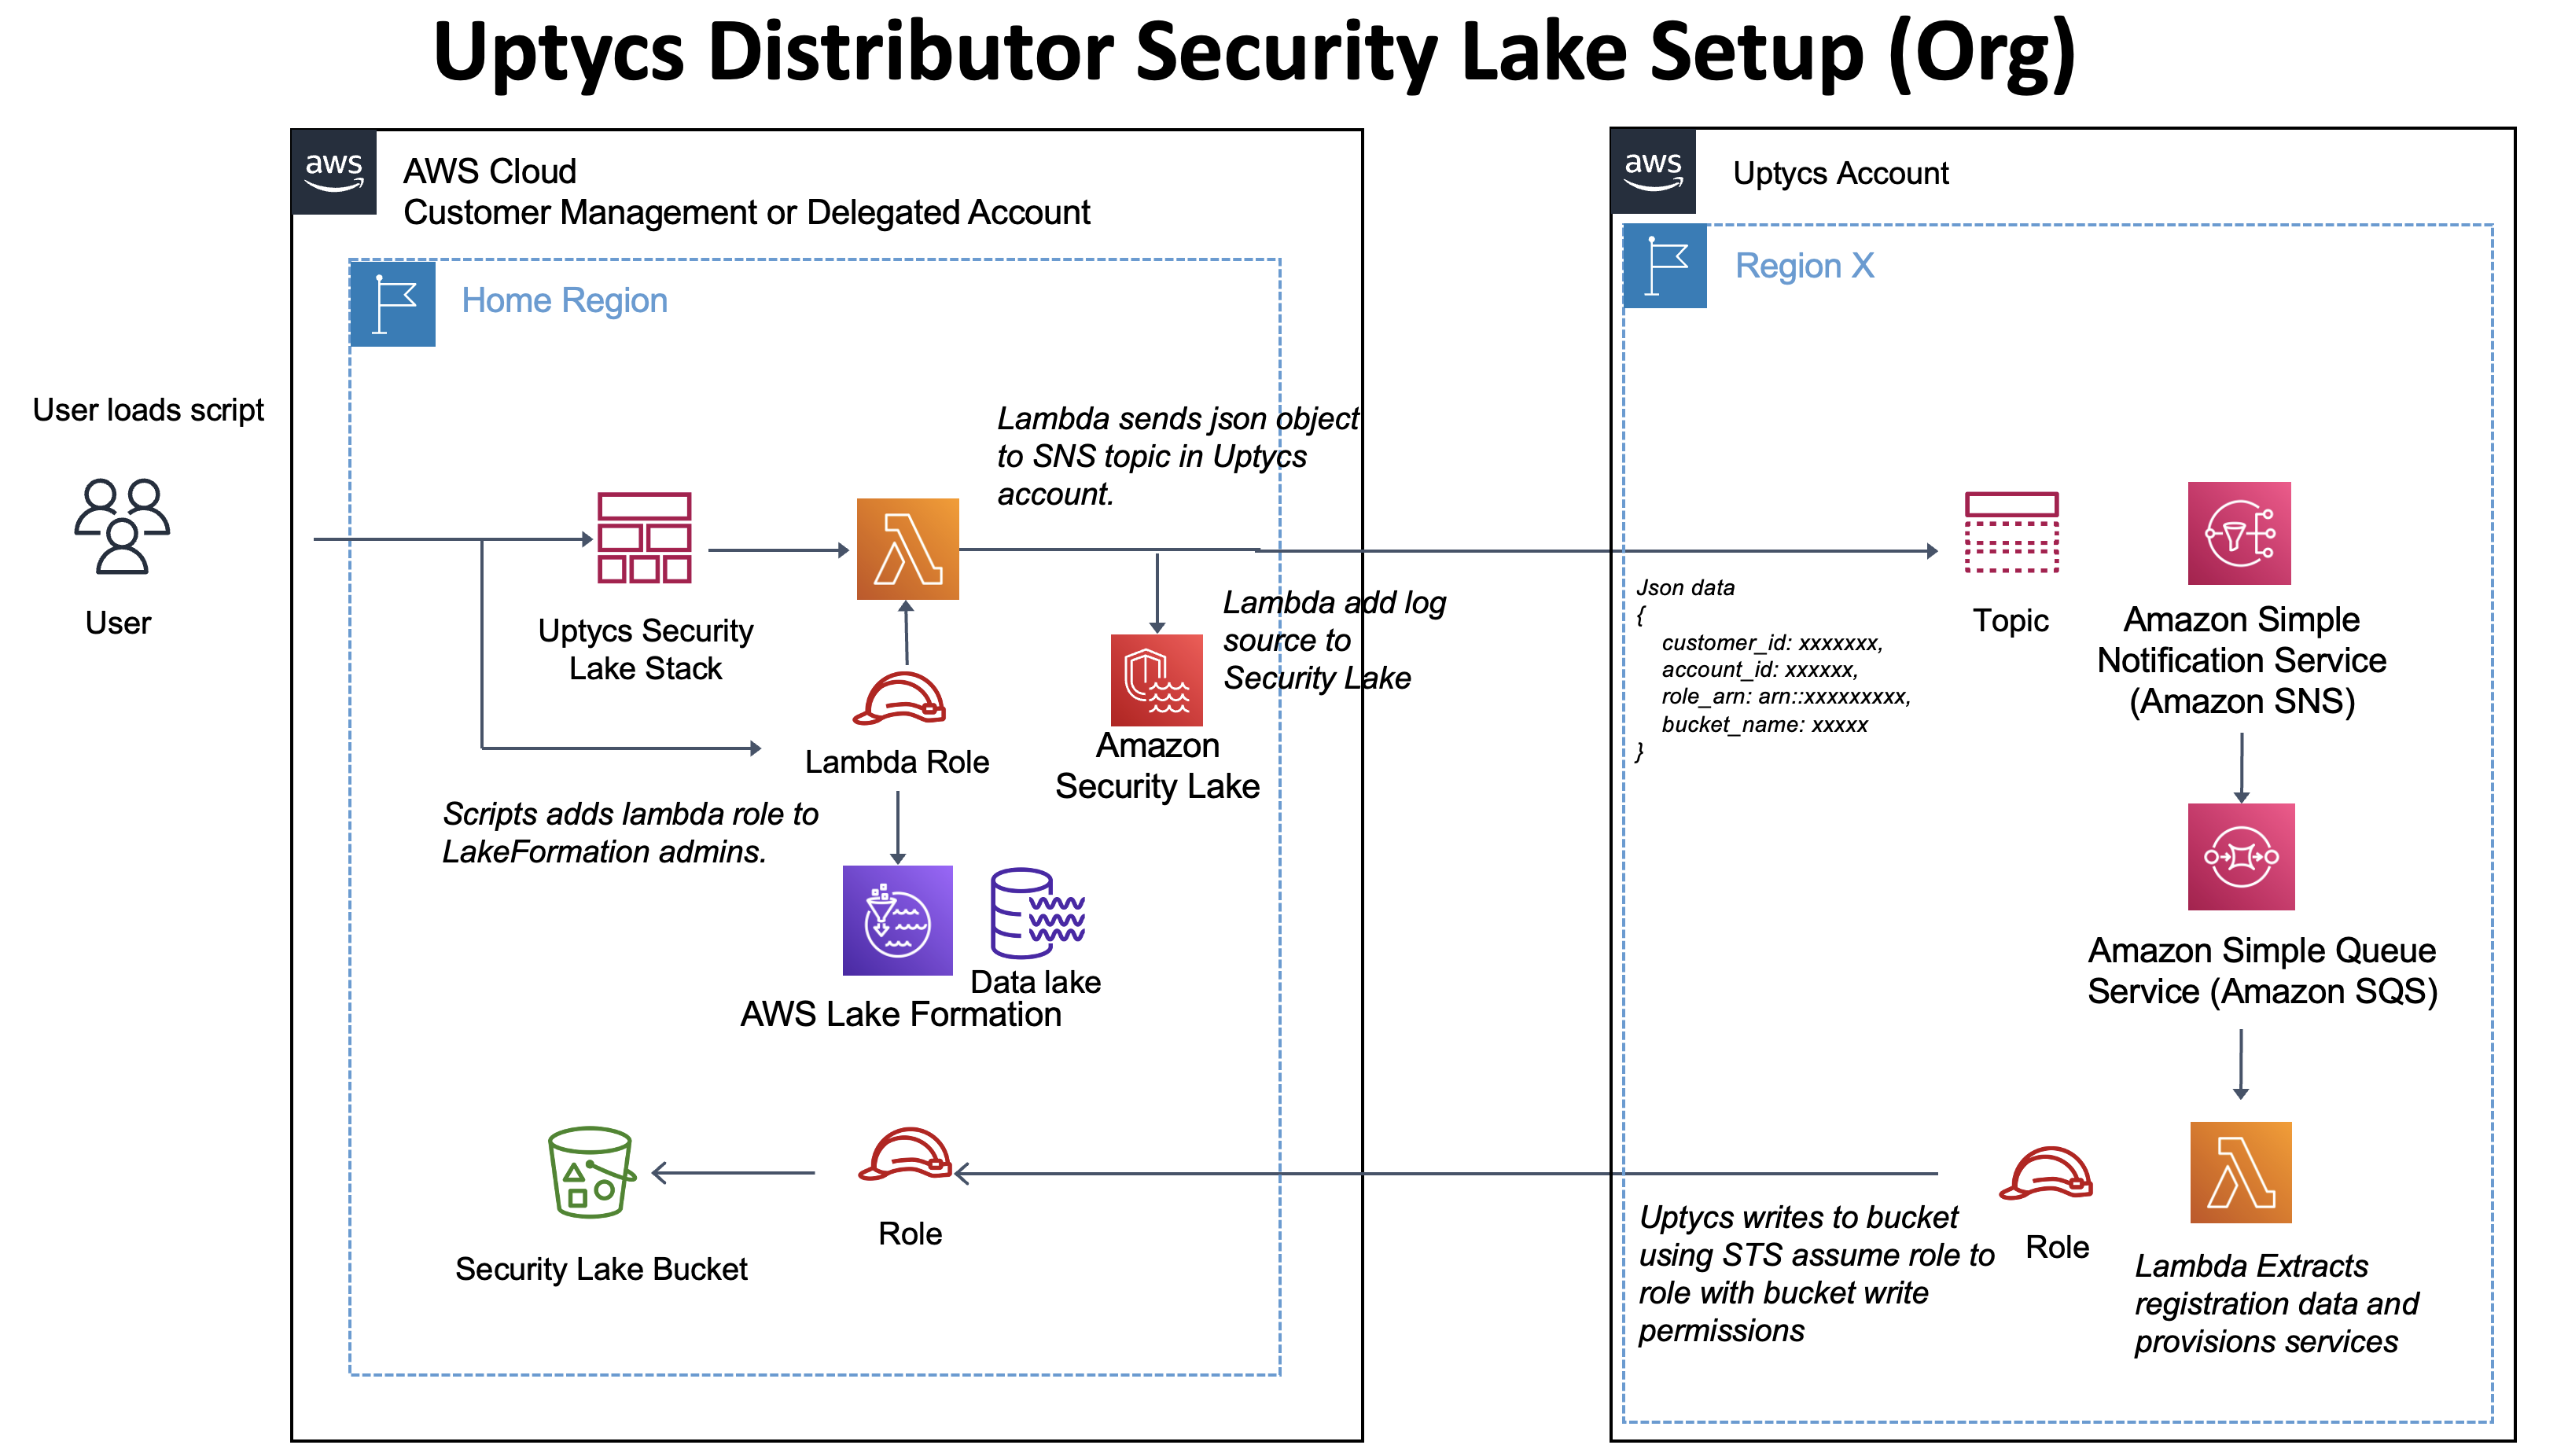 Uptycs Distributor Security Lake Setup (Org)
aws
AWS Cloud
Customer Management or Delegated Account
Home Region
User loads script
User
Uptycs Security
Lake Stack
Lambda sends json object
to SNS topic in Uptycs
account.
Lambda add log
source to
Security Lake
Lambda Role
Amazon
Security Lake
Scripts adds lambda role to
LakeFormation admins.
Data lake
AWS Lake Formation
Security Lake Bucket
Role
aws
Uptycs Account
Region X
Json data
{
customer_id: xxxxxxx,
account_id: xxxxxx,
role_arn: arn::xxxxxxxxx,
bucket_name: xxxxx
}
Topic
Amazon Simple
Notification Service
(Amazon SNS)
Amazon Simple Queue
Service (Amazon SQS)
Uptycs writes to bucket
using STS assume role to
role with bucket write
permissions
Role
Lambda Extracts
registration data and
provisions services